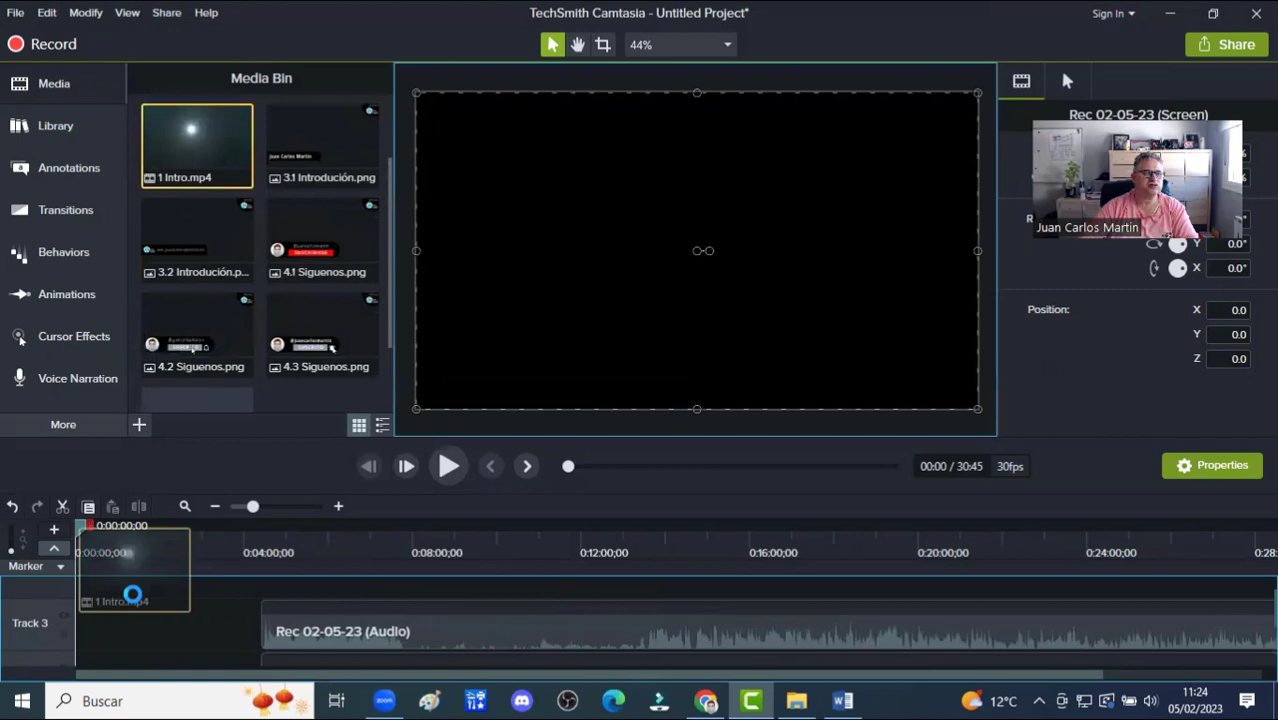 File Edit Modify View Share Help
TechSmith Camtasia - Untitled Project*
Sign In
Record
44%
Share
Media
Library
Annotations
Transitions
Behaviors
Animations
Cursor Effects
Voice Narration
More
Media Bin
Juan Carlos Martin
1 Intro.mp4
3.1 Introdución.png
3.2 Introdución.p...
4.1 Siguenos.png
4.2 Siguenos.png
4.3 Siguenos.png
Rec 02-05-23 (Screen)
Juan Carlos Martin
Y 0.0°
X 0.0°
Position: X 0.0
Y 0.0
Z 0.0
00:00 / 30:45 30fps
Properties
0:00:00;00
0:00:00;00 0:04:00;00 0:08:00;00 0:12:00;00 0:16:00;00 0:20:00;00 0:24:00;00 0:28:
Marker
1 Intro.mp4
Track 3
Rec 02-05-23 (Audio)
Buscar
zoom
12°C
11:24
05/02/2023